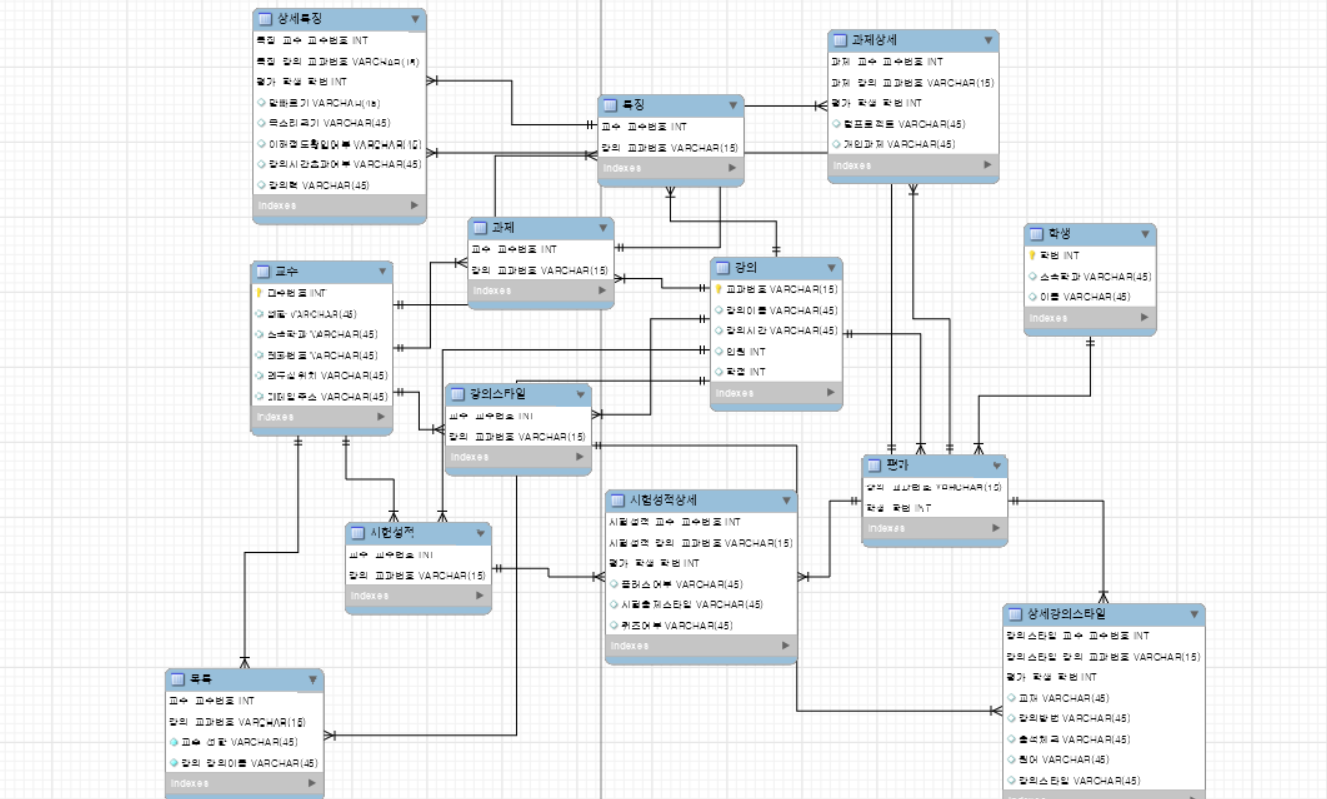 상세특징
특징_교수_교수번호 INT
특징_강의_교과번호 VARCHAR(15)
평가_학생_학번 INT
말빠르기 VARCHAR(45)
목소리크기 VARCHAR(45)
VARCHAR(45)
강의시간초과여부 VARCHAR(45)
강의력 VARCHAR(45)
Indexes
특징
교수_교수번호 INT
강의_교과번호 VARCHAR(15)
Indexes
과제상세
과제_교수_교수번호 INT
과제_강의_교과번호 VARCHAR(15)
평가_학생_학번 INT
팀프로젝트 VARCHAR(45)
개인과제 VARCHAR(45)
Indexes
과제
교수_교수번호 INT
강의_교과번호 VARCHAR(15)
Indexes
학생
학번 INT
소속학과 VARCHAR(45)
이름 VARCHAR(45)
Indexes
교수
교수번호 INT
성함 VARCHAR(45)
소속학과 VARCHAR(45)
전화번호 VARCHAR(45)
연구실위치 VARCHAR(45)
이메일주소 VARCHAR(45)
Indexes
강의
교과번호 VARCHAR(15)
강의이름 VARCHAR(45)
강의시간 VARCHAR(45)
인원 INT
학점 INT
Indexes
강의스타일
교수_교수번호 INT
강의_교과번호 VARCHAR(15)
Indexes
평가
강의_교과번호 VARCHAR(15)
학생_학번 INT
Indexes
시험성적상세
시험성적_교수_교수번호 INT
시험성적_강의_교과번호 VARCHAR(15)
평가_학생_학번 INT
플러스여부 VARCHAR(45)
시험출제스타일 VARCHAR(45)
퀴즈여부 VARCHAR(45)
Indexes
시험성적
교수_교수번호 INT
강의_교과번호 VARCHAR(15)
Indexes
상세강의스타일
강의스타일_교수_교수번호 INT
강의스타일_강의_교과번호 VARCHAR(15)
평가_학생_학번 INT
교재 VARCHAR(45)
강의방법 VARCHAR(45)
출석체크 VARCHAR(45)
원어 VARCHAR(45)
강의스타일 VARCHAR(45)
목록
교수_교수번호 INT
강의_교과번호 VARCHAR(15)
교수_성함 VARCHAR(45)
강의_강의이름 VARCHAR(45)
Indexes